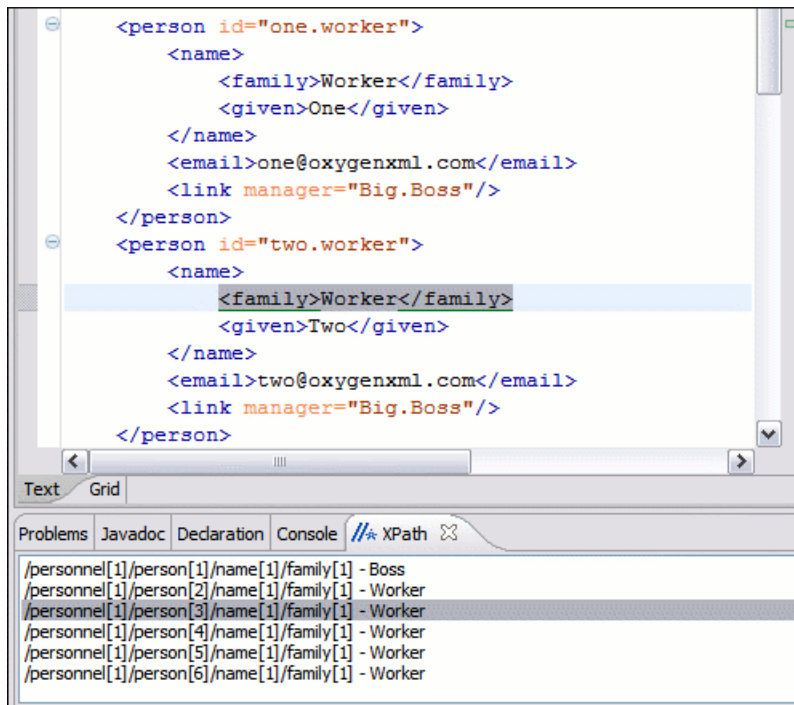 <person id="one.worker">
<name>
<family>Worker</family>
<given>One</given>
</name>
<email>one@oxygenxml.com</email>
<link manager="Big.Boss"/>
</person>
<person id="two.worker">
<name>
<family>Worker</family>
<given>Two</given>
</name>
<email>two@oxygenxml.com</email>
<link manager="Big.Boss"/>
</person>
Text Grid
Problems Javadoc Declaration Console XPath
/personnel[1]/person[1]/name[1]/family[1] - Boss
/personnel[1]/person[2]/name[1]/family[1] - Worker
/personnel[1]/person[3]/name[1]/family[1] - Worker
/personnel[1]/person[4]/name[1]/family[1] - Worker
/personnel[1]/person[5]/name[1]/family[1] - Worker
/personnel[1]/person[6]/name[1]/family[1] - Worker